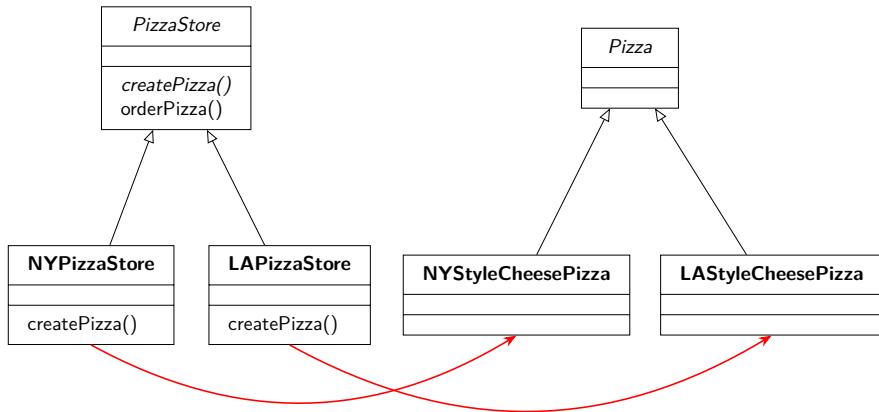 PizzaStore
createPizza()
orderPizza()
Pizza
NYPizzaStore
createPizza()
LAPizzaStore
createPizza()
NYStyleCheesePizza
LAStyleCheesePizza